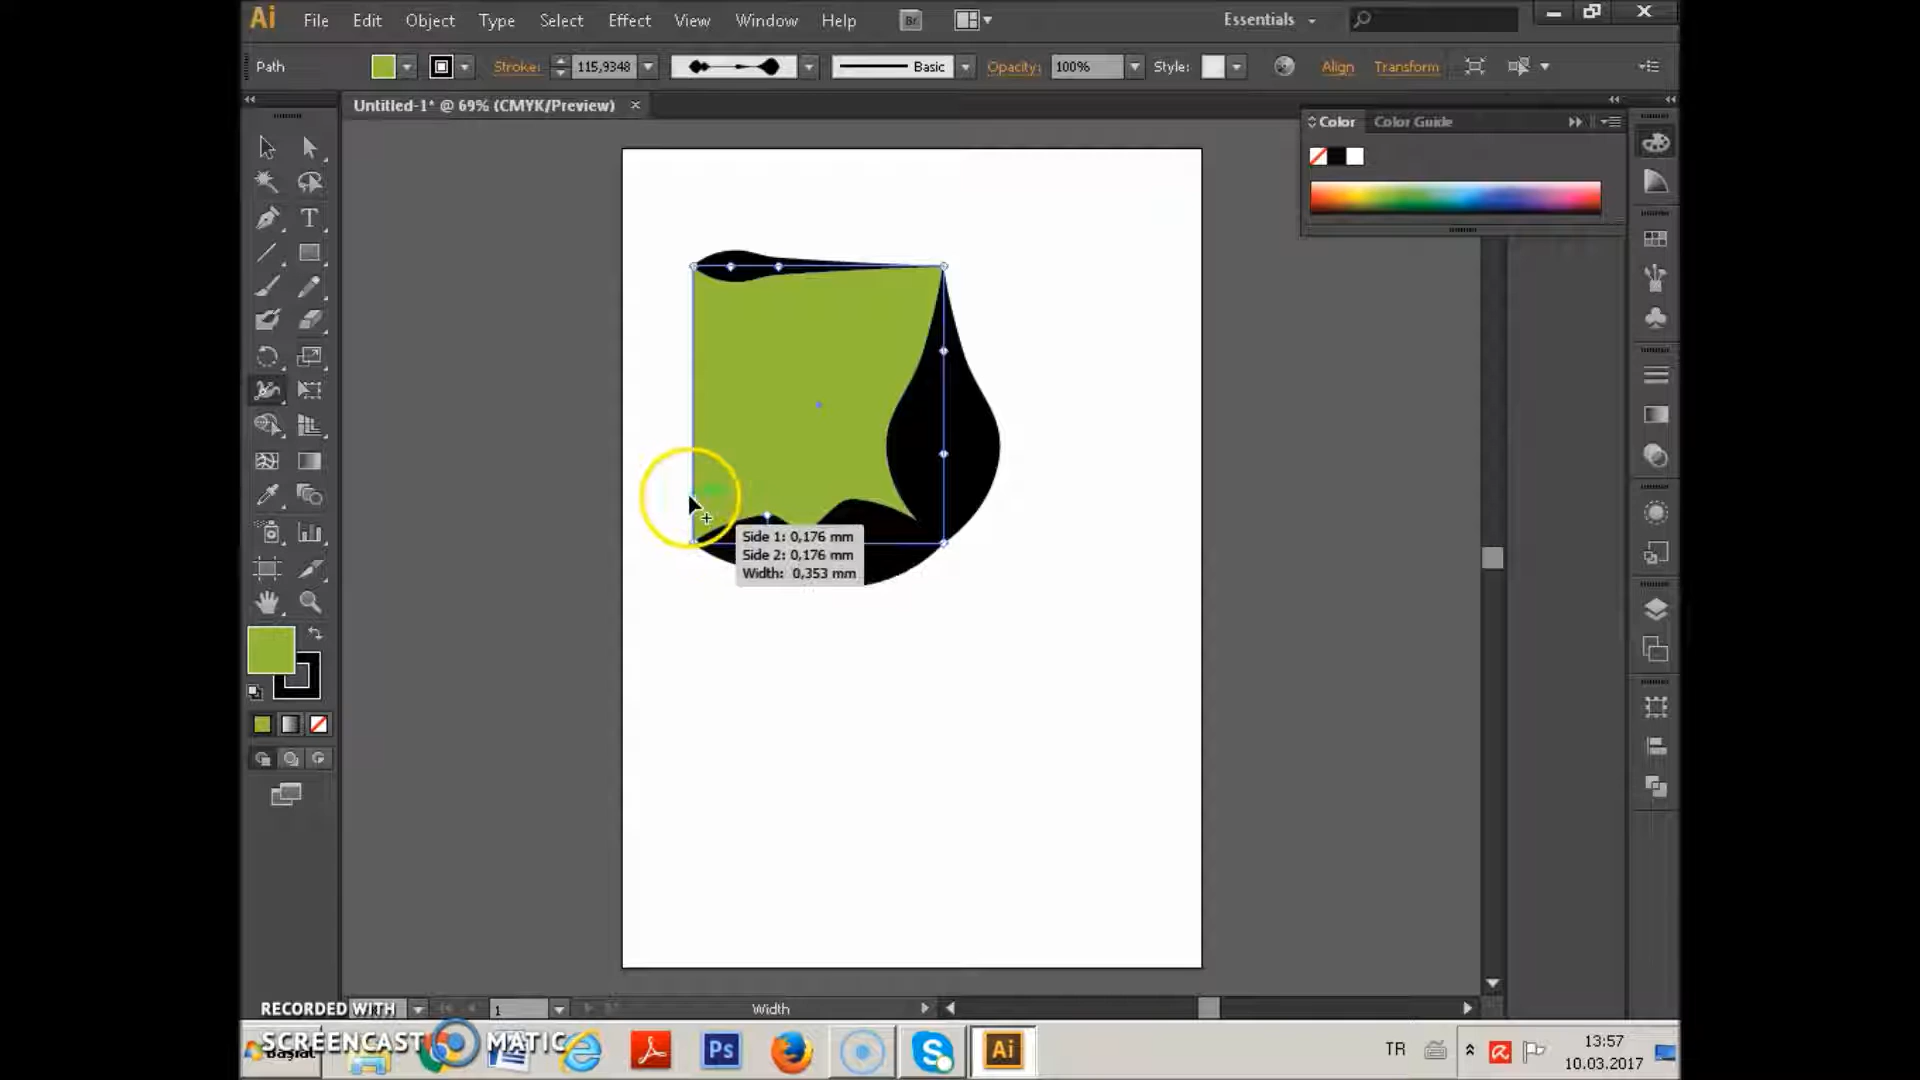 Ai File Edit Object Type Select Effect View Window Help Br Essentials
Path Stroke: 115,9348 Basic Opacity: 100% Style: Align Transform
Untitled-1* @ 69% (CMYK/Preview)
Color Color Guide
T
Side 1: 0,176 mm
Side 2: 0,176 mm
Width: 0,353 mm
1 Width
RECORDED WITH
SCREENCAST MATIC
Başlat Ps Ai TR 13:57
10.03.2017